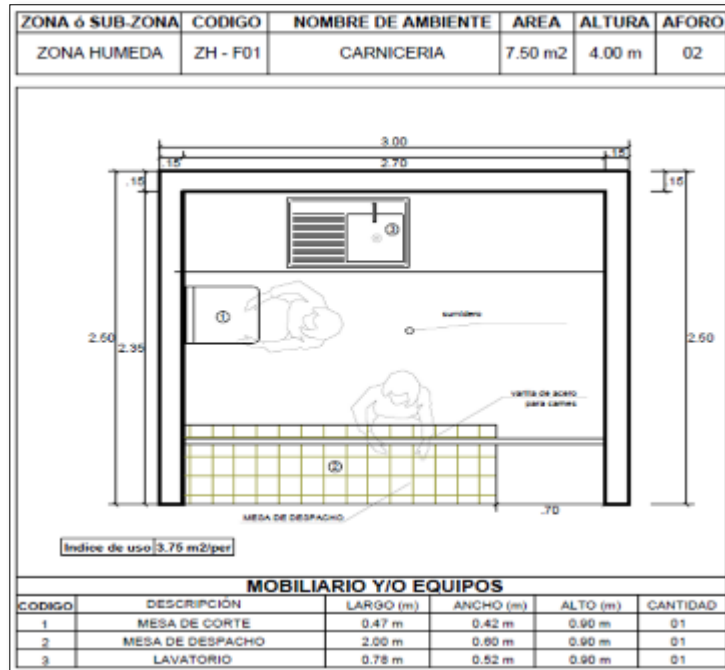 ZONA ó SUB-ZONA CODIGO NOMBRE DE AMBIENTE AREA ALTURA AFORO
ZONA HUMEDA ZH - F01 CARNICERIA 7.50 m2 4.00 m 02
3.00
.15 2.70 .15
.15 .15
③
①
sumidero
2.50 2.35 2.50
varilla de acero
para carnes
②
MESA DE DESPACHO .70
Indice de uso 3.75 m2/per
MOBILIARIO Y/O EQUIPOS
CODIGO DESCRIPCIÓN LARGO (m) ANCHO (m) ALTO (m) CANTIDAD
1 MESA DE CORTE 0.47 m 0.42 m 0.90 m 01
2 MESA DE DESPACHO 2.00 m 0.60 m 0.90 m 01
3 LAVATORIO 0.78 m 0.52 m 0.90 m 01